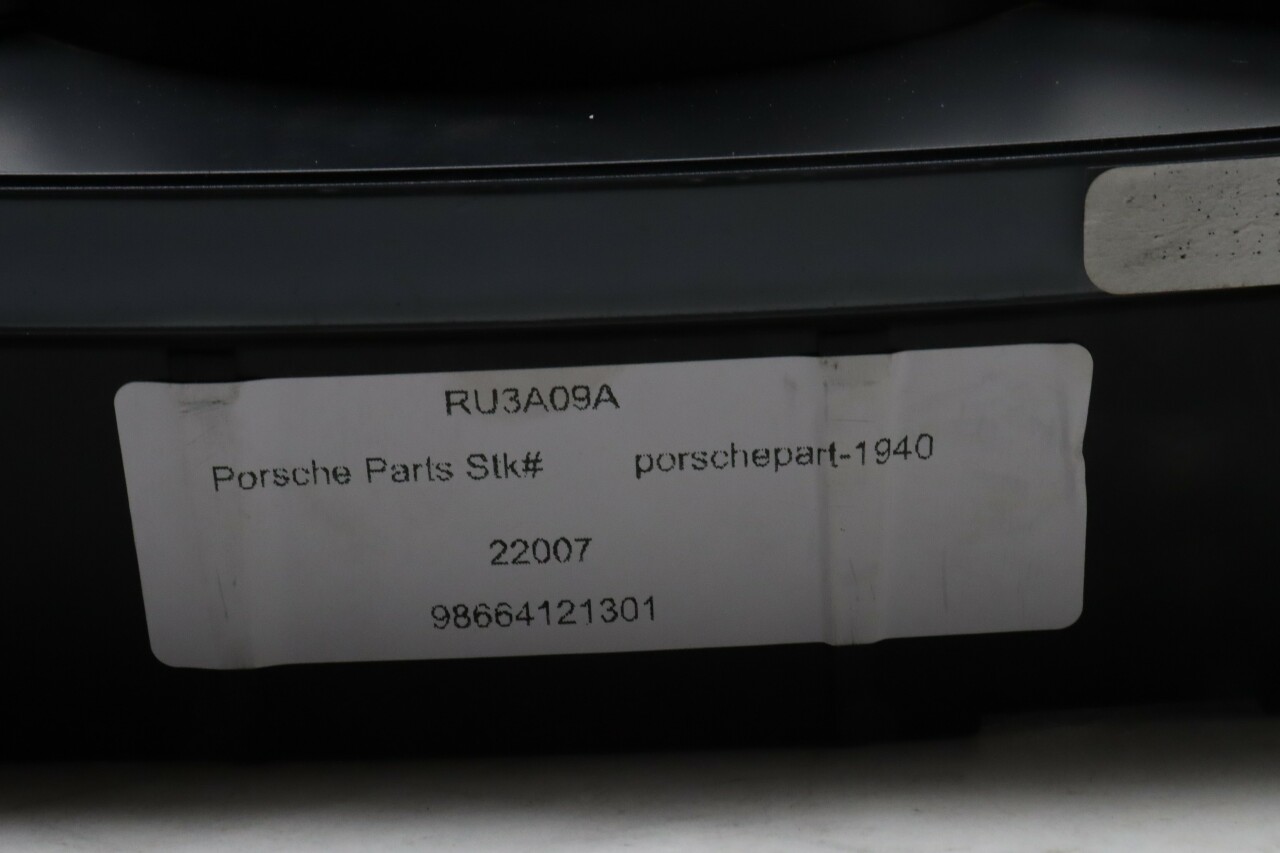 RU3A09A
Porsche Parts Stk# porschepart-1940
22007
98664121301